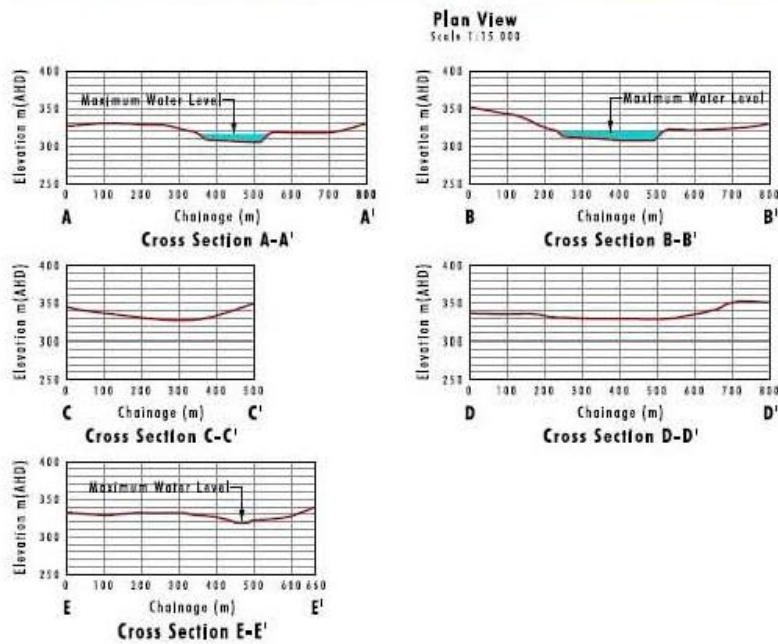 Plan View
Scale 1:15 000
Elevation m(AHD)
400
350
300
250
Maximum Water Level
0 100 200 300 400 500 600 700 800
A Chainage (m) A'
Cross Section A-A'
Elevation m(AHD)
400
350
300
250
Maximum Water Level
0 100 200 300 400 500 600 700 800
B Chainage (m) B'
Cross Section B-B'
Elevation m(AHD)
400
350
300
250
0 100 200 300 400 500
C Chainage (m) C'
Cross Section C-C'
Elevation m(AHD)
400
350
300
250
0 100 200 300 400 500 600 700 800
D Chainage (m) D'
Cross Section D-D'
Elevation m(AHD)
400
350
300
250
Maximum Water Level
0 100 200 300 400 500 600 660
E Chainage (m) E'
Cross Section E-E'